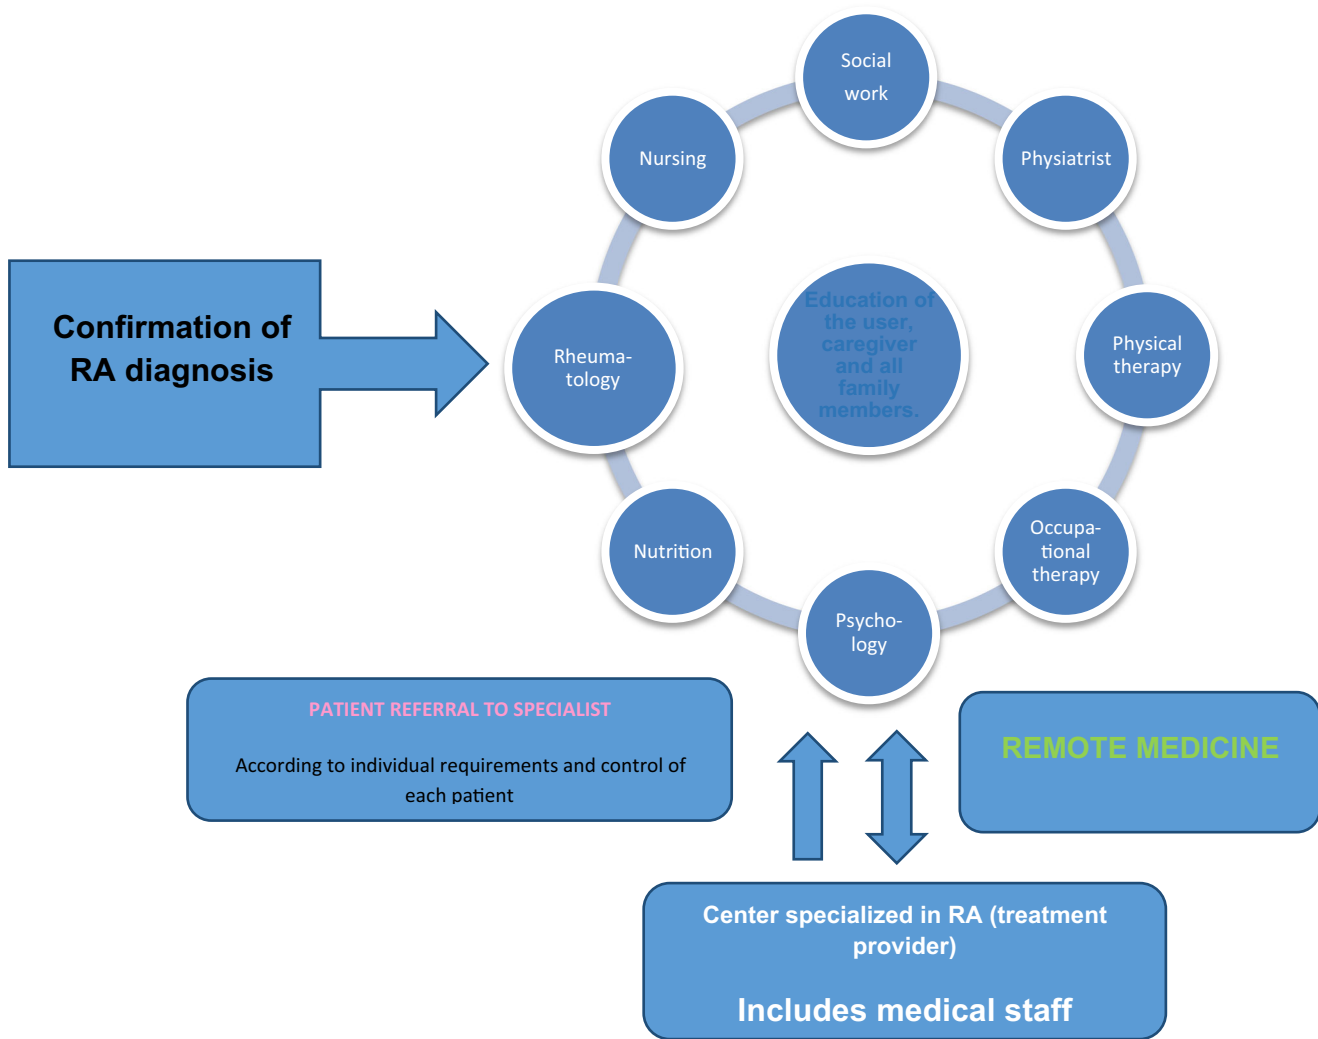 Social
work
Nursing
Physiatrist
Confirmation of
RA diagnosis
Rheuma-
tology
Education of
the user,
caregiver
and all
family
members.
Physical
therapy
Nutrition
Occupa-
tional
therapy
Psycho-
logy
PATIENT REFERRAL TO SPECIALIST
According to individual requirements and control of
each patient
REMOTE MEDICINE
Center specialized in RA (treatment
provider)
Includes medical staff